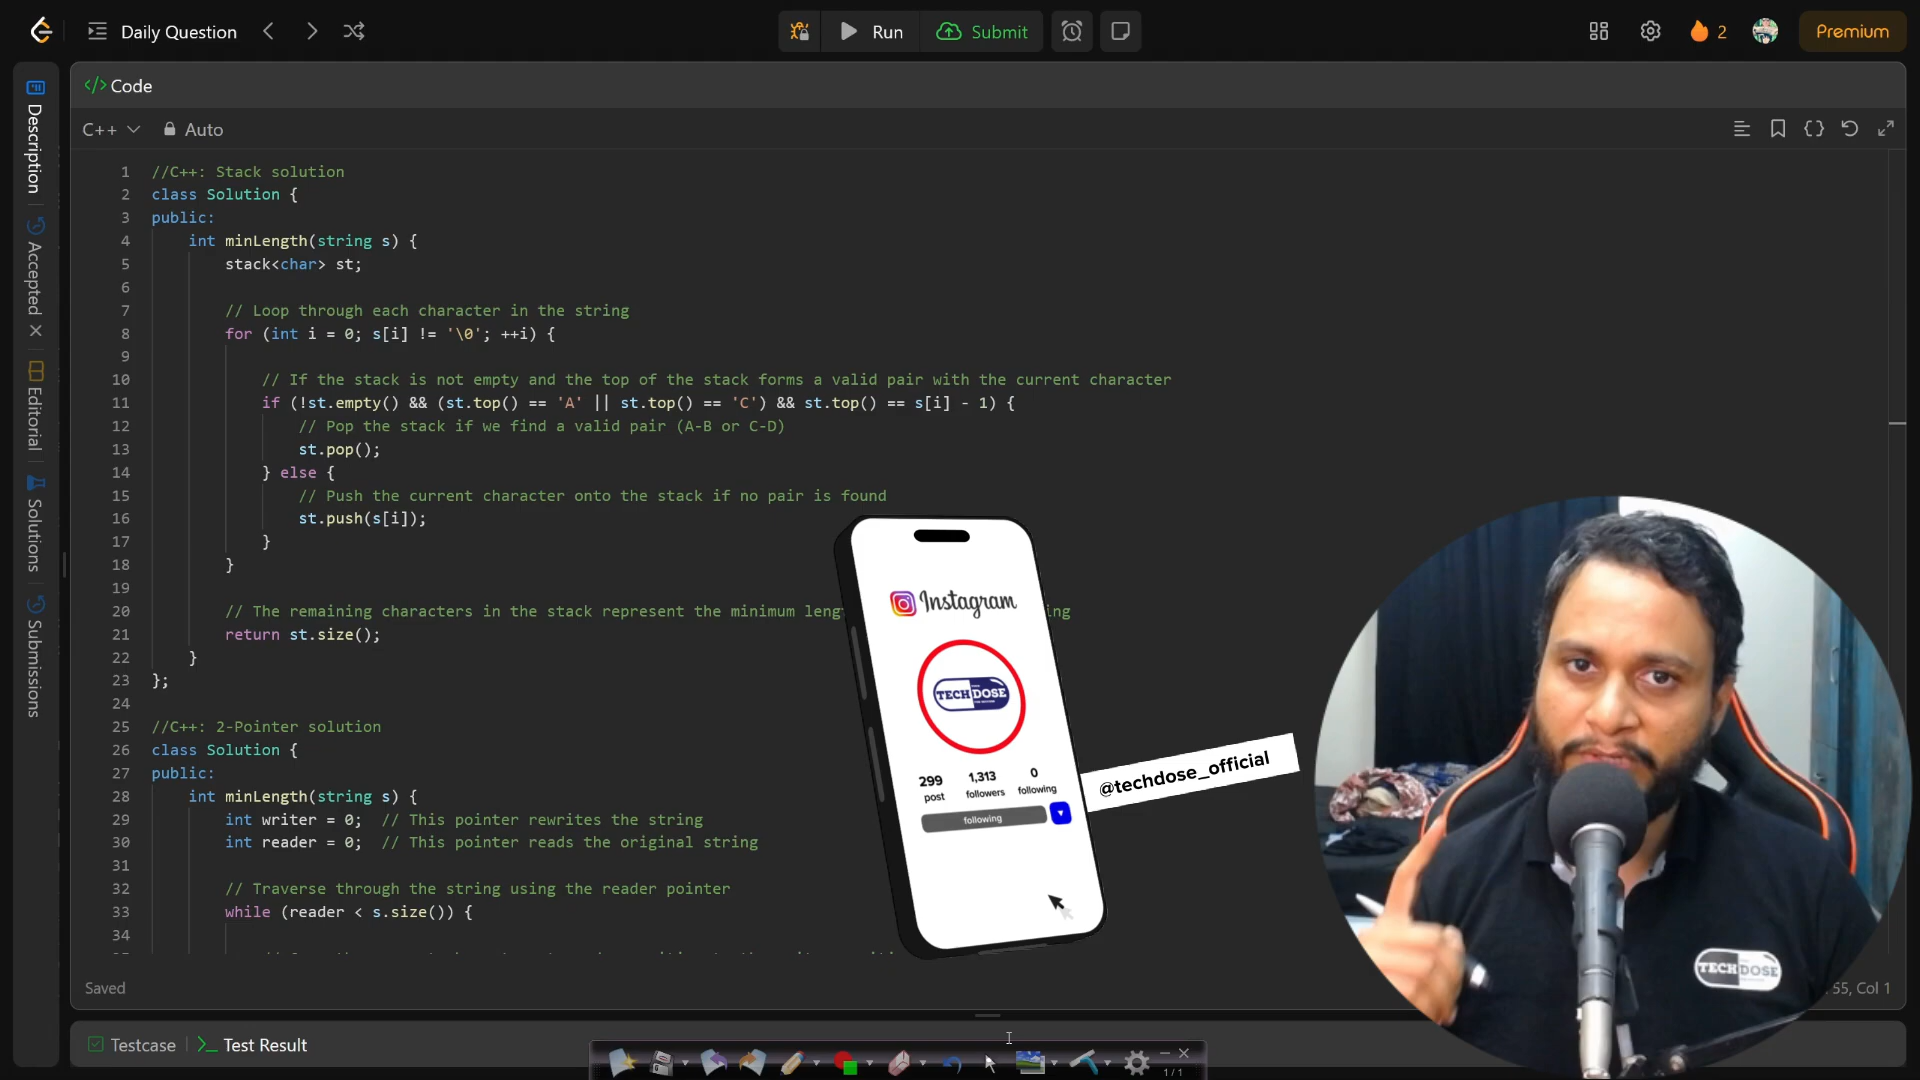 Daily Question
Run
Submit
2
Premium
Description
Accepted
Editorial
Solutions
Submissions
</> Code
C++
Auto
1 //C++: Stack solution
2 class Solution {
3 public:
4 int minLength(string s) {
5 stack<char> st;
6
7 // Loop through each character in the string
8 for (int i = 0; s[i] != '\0'; ++i) {
9
10 // If the stack is not empty and the top of the stack forms a valid pair with the current character
11 if (!st.empty() && (st.top() == 'A' || st.top() == 'C') && st.top() == s[i] - 1) {
12 // Pop the stack if we find a valid pair (A-B or C-D)
13 st.pop();
14 } else {
15 // Push the current character onto the stack if no pair is found
16 st.push(s[i]);
17 }
18 }
19
20 // The remaining characters in the stack represent the minimum
21 return st.size();
22 }
23 };
24
25 //C++: 2-Pointer solution
26 class Solution {
27 public:
28 int minLength(string s) {
29 int writer = 0; // This pointer rewrites the string
30 int reader = 0; // This pointer reads the original string
31
32 // Traverse through the string using the reader pointer
33 while (reader < s.size()) {
34
Instagram
TECH DOSE
299 1,313 0
post followers following
following
@techdose_official
TECH DOSE
Saved
55, Col 1
Testcase
Test Result
1/1